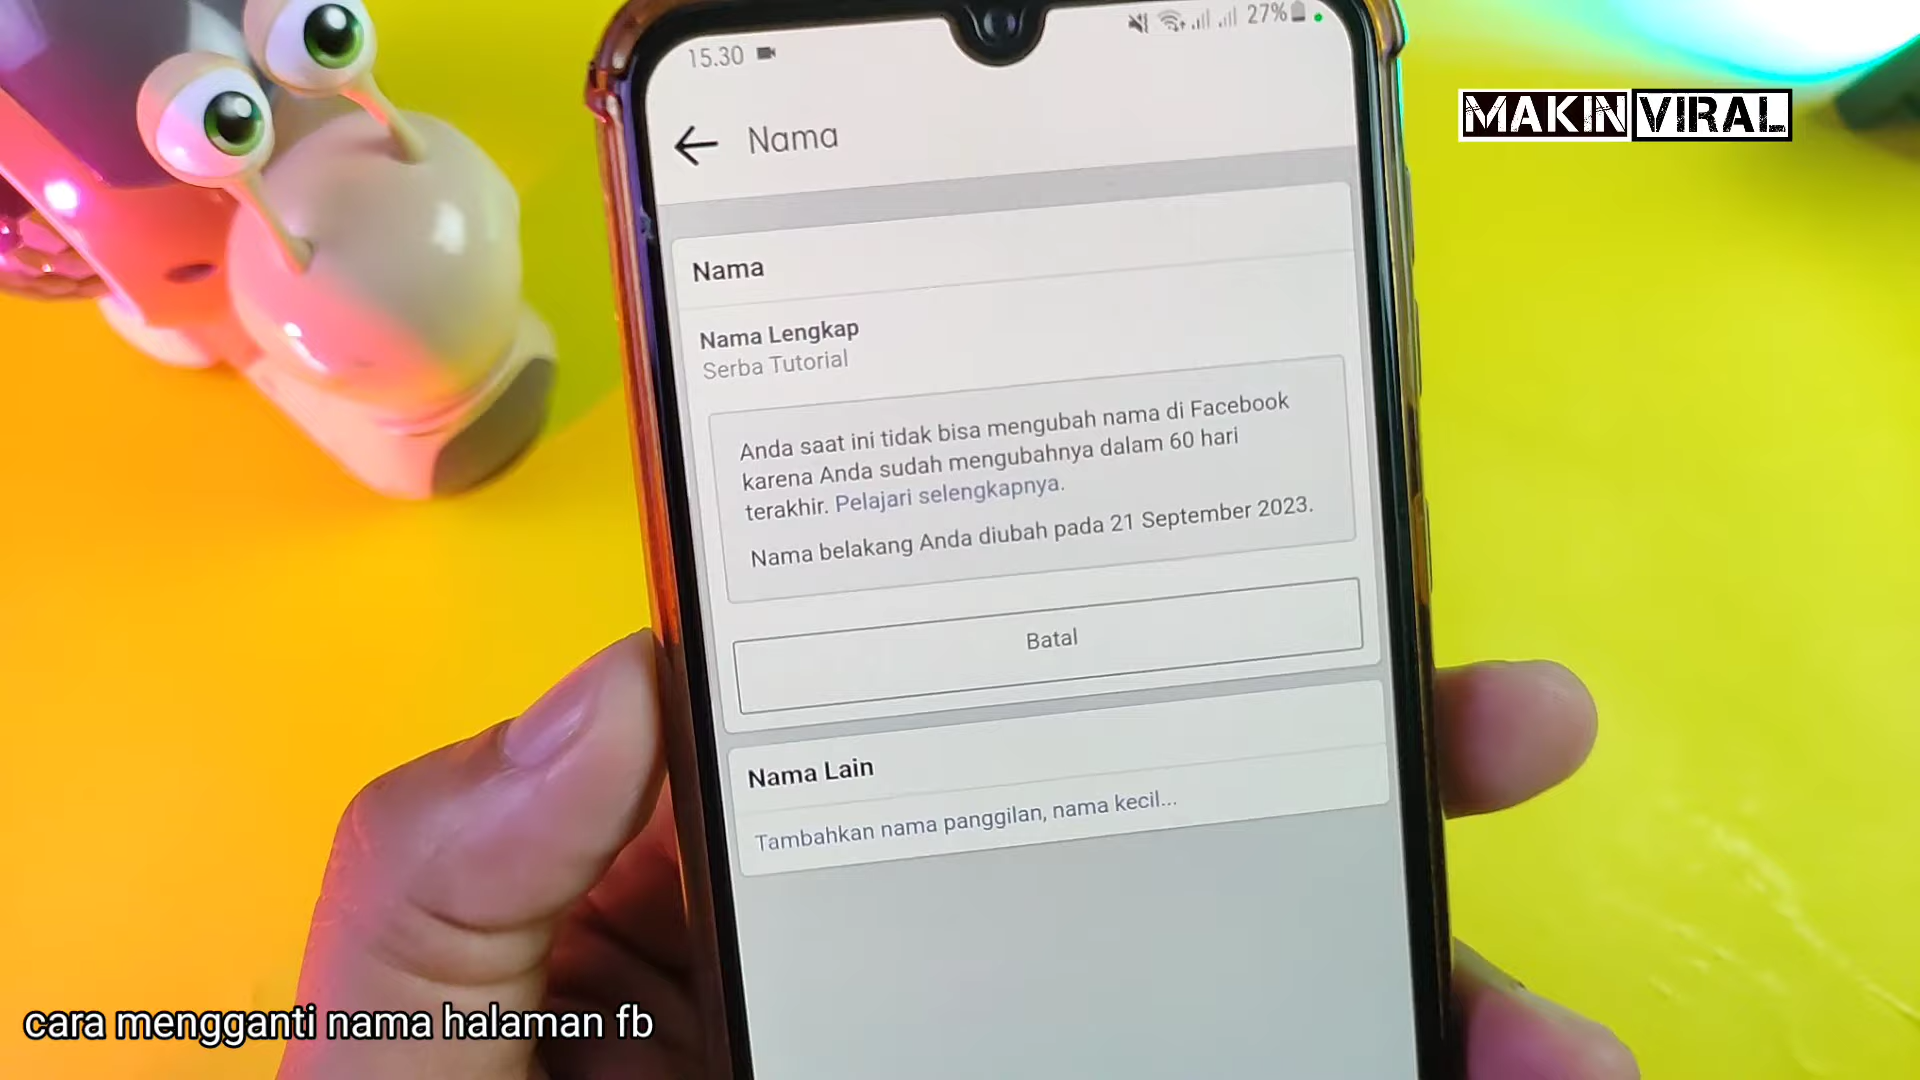 15.30
27%
MAKIN VIRAL
Nama
Nama
Nama Lengkap
Serba Tutorial
Anda saat ini tidak bisa mengubah nama di Facebook
karena Anda sudah mengubahnya dalam 60 hari
terakhir. Pelajari selengkapnya.
Nama belakang Anda diubah pada 21 September 2023.
Batal
Nama Lain
Tambahkan nama panggilan, nama kecil...
cara mengganti nama halaman fb